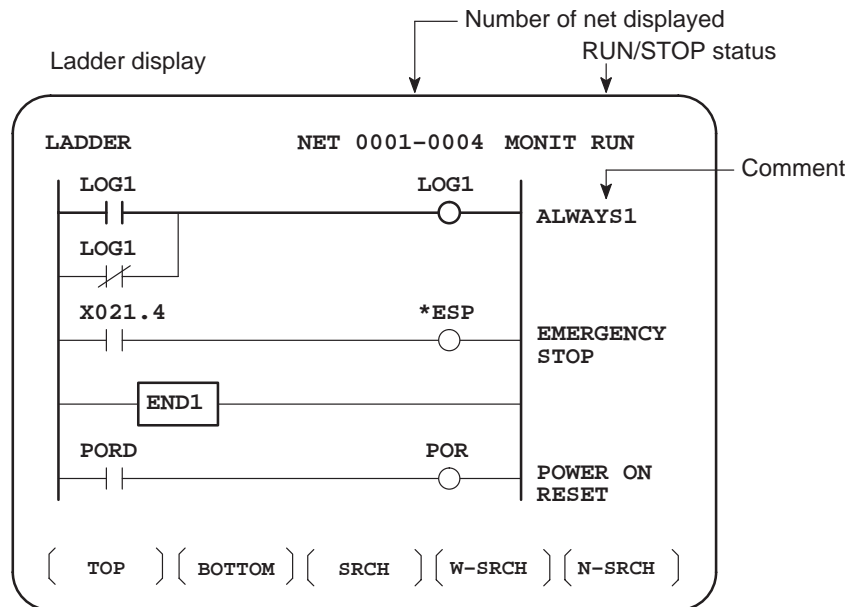 Number of net displayed
RUN/STOP status
Ladder display
LADDER NET 0001-0004 MONIT RUN
Comment
LOG1 LOG1
ALWAYS1
LOG1
X021.4 *ESP
EMERGENCY
STOP
END1
PORD POR
POWER ON
RESET
TOP BOTTOM SRCH W-SRCH N-SRCH